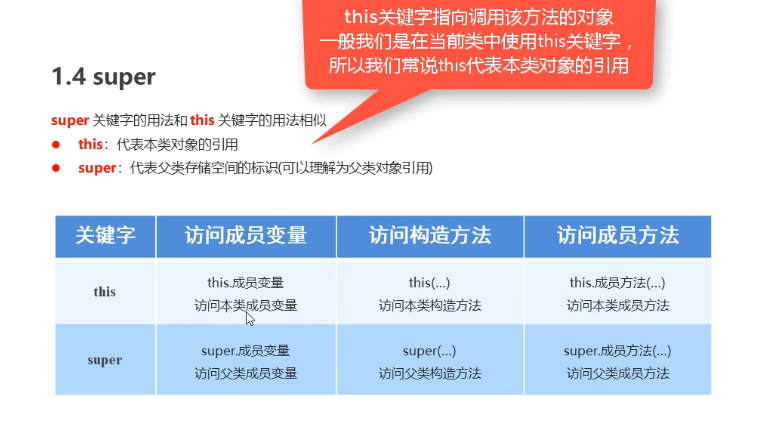 this关键字指向调用该方法的对象
一般我们是在当前类中使用this关键字，
所以我们常说this代表本类对象的引用
1.4 super
super 关键字的用法和 this 关键字的用法相似
● this：代表本类对象的引用
● super：代表父类存储空间的标识(可以理解为父类对象引用)
关键字 访问成员变量 访问构造方法 访问成员方法
this
this.成员变量
访问本类成员变量
this(…)
访问本类构造方法
this.成员方法(…)
访问本类成员方法
super
super.成员变量
访问父类成员变量
super(…)
访问父类构造方法
super.成员方法(…)
访问父类成员方法